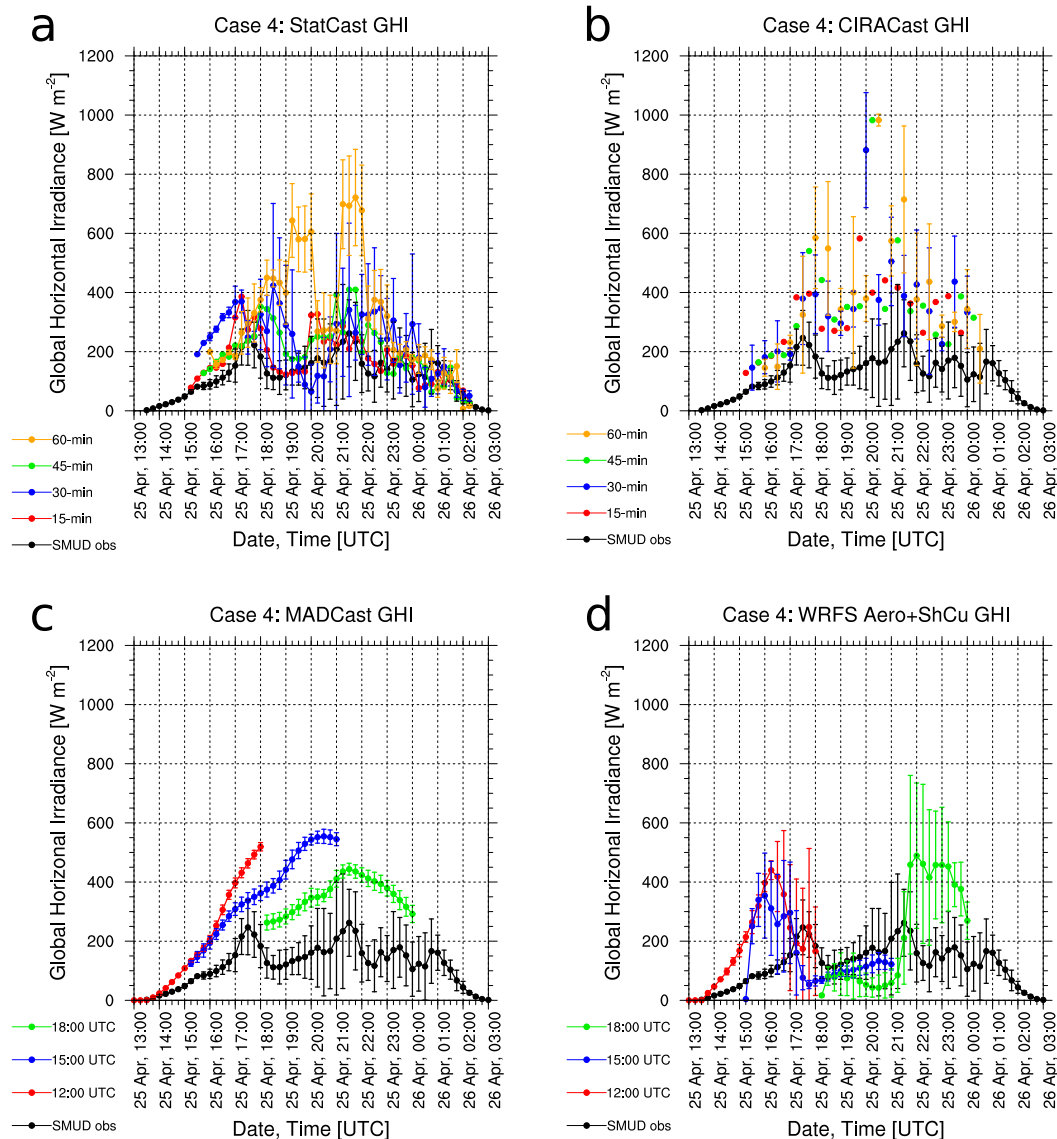 a
Case 4: StatCast GHI
Global Horizontal Irradiance [W m-2]
1200
1000
800
600
400
200
0
25 Apr, 13:00
25 Apr, 14:00
25 Apr, 15:00
25 Apr, 16:00
25 Apr, 17:00
25 Apr, 18:00
25 Apr, 19:00
25 Apr, 20:00
25 Apr, 21:00
25 Apr, 22:00
25 Apr, 23:00
26 Apr, 00:00
26 Apr, 01:00
26 Apr, 02:00
26 Apr, 03:00
Date, Time [UTC]
60-min
45-min
30-min
15-min
SMUD obs
b
Case 4: CIRACast GHI
Global Horizontal Irradiance [W m-2]
1200
1000
800
600
400
200
0
25 Apr, 13:00
25 Apr, 14:00
25 Apr, 15:00
25 Apr, 16:00
25 Apr, 17:00
25 Apr, 18:00
25 Apr, 19:00
25 Apr, 20:00
25 Apr, 21:00
25 Apr, 22:00
25 Apr, 23:00
26 Apr, 00:00
26 Apr, 01:00
26 Apr, 02:00
26 Apr, 03:00
Date, Time [UTC]
60-min
45-min
30-min
15-min
SMUD obs
c
Case 4: MADCast GHI
Global Horizontal Irradiance [W m-2]
1200
1000
800
600
400
200
0
25 Apr, 13:00
25 Apr, 14:00
25 Apr, 15:00
25 Apr, 16:00
25 Apr, 17:00
25 Apr, 18:00
25 Apr, 19:00
25 Apr, 20:00
25 Apr, 21:00
25 Apr, 22:00
25 Apr, 23:00
26 Apr, 00:00
26 Apr, 01:00
26 Apr, 02:00
26 Apr, 03:00
Date, Time [UTC]
18:00 UTC
15:00 UTC
12:00 UTC
SMUD obs
d
Case 4: WRFS Aero+ShCu GHI
Global Horizontal Irradiance [W m-2]
1200
1000
800
600
400
200
0
25 Apr, 13:00
25 Apr, 14:00
25 Apr, 15:00
25 Apr, 16:00
25 Apr, 17:00
25 Apr, 18:00
25 Apr, 19:00
25 Apr, 20:00
25 Apr, 21:00
25 Apr, 22:00
25 Apr, 23:00
26 Apr, 00:00
26 Apr, 01:00
26 Apr, 02:00
26 Apr, 03:00
Date, Time [UTC]
18:00 UTC
15:00 UTC
12:00 UTC
SMUD obs